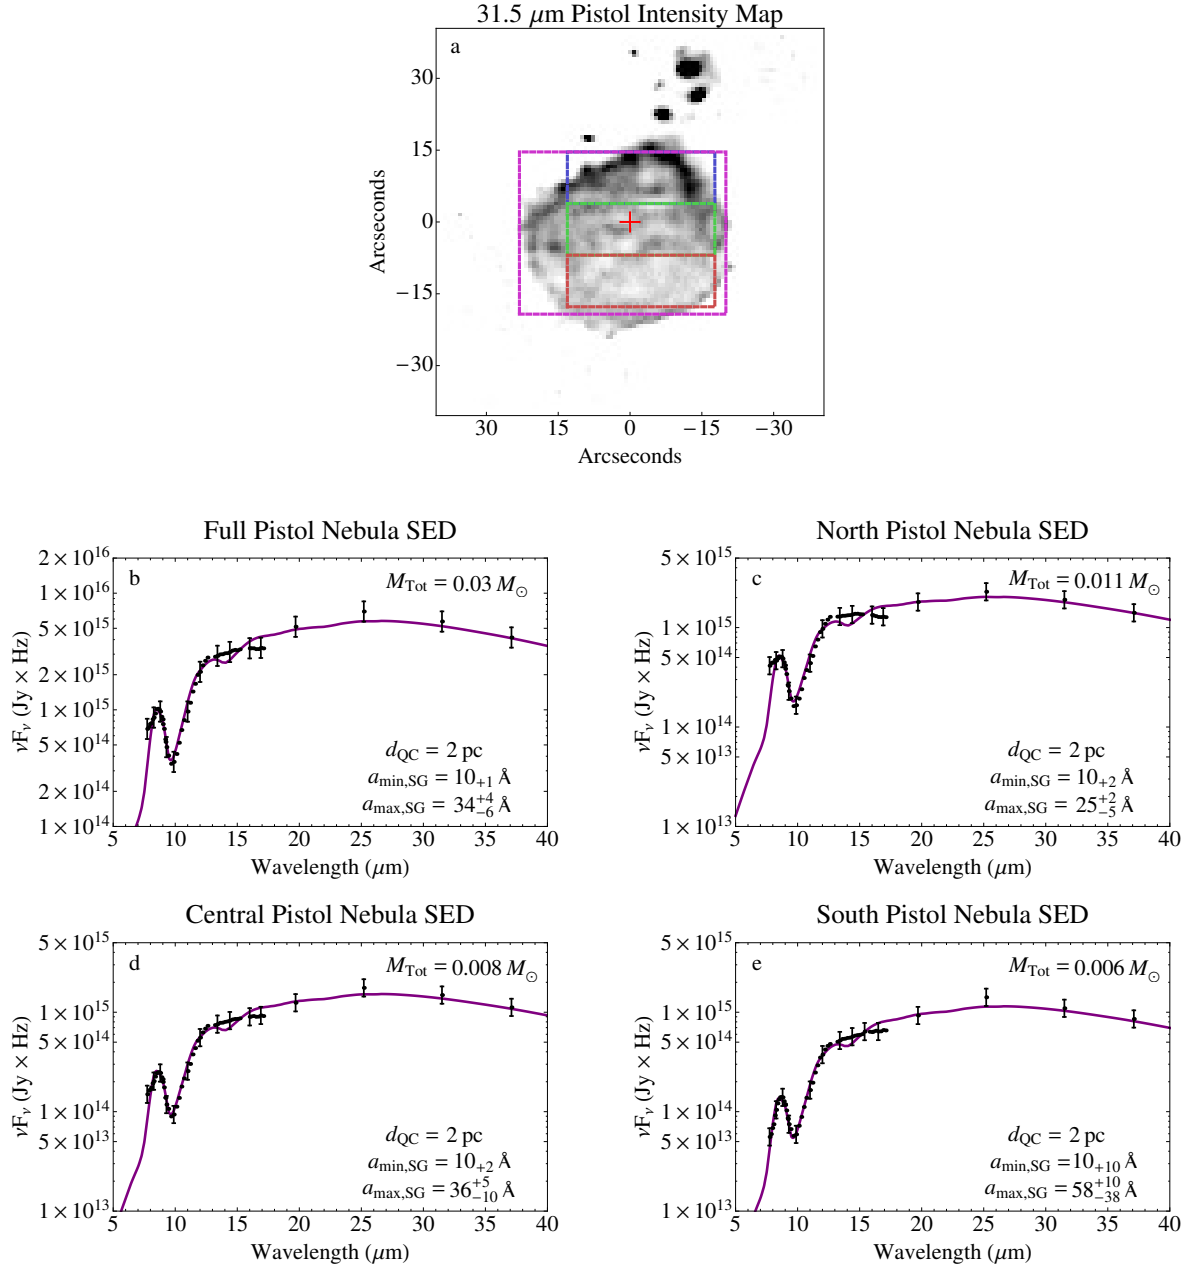 31.5 μm Pistol Intensity Map
a
30
15
0
−15
−30
Arcseconds
30 15 0 −15 −30
Arcseconds
Full Pistol Nebula SED
b
M_Tot = 0.03 M_⊙
2 × 10^16
1 × 10^16
5 × 10^15
2 × 10^15
1 × 10^15
5 × 10^14
2 × 10^14
1 × 10^14
νF_ν (Jy × Hz)
d_QC = 2 pc
a_min,SG = 10_{+1} Å
a_max,SG = 34^{+4}_{−6} Å
5 10 15 20 25 30 35 40
Wavelength (μm)
North Pistol Nebula SED
c
M_Tot = 0.011 M_⊙
5 × 10^15
1 × 10^15
5 × 10^14
1 × 10^14
5 × 10^13
1 × 10^13
νF_ν (Jy × Hz)
d_QC = 2 pc
a_min,SG = 10_{+2} Å
a_max,SG = 25^{+2}_{−5} Å
5 10 15 20 25 30 35 40
Wavelength (μm)
Central Pistol Nebula SED
d
M_Tot = 0.008 M_⊙
5 × 10^15
1 × 10^15
5 × 10^14
1 × 10^14
5 × 10^13
1 × 10^13
νF_ν (Jy × Hz)
d_QC = 2 pc
a_min,SG = 10_{+2} Å
a_max,SG = 36^{+5}_{−10} Å
5 10 15 20 25 30 35 40
Wavelength (μm)
South Pistol Nebula SED
e
M_Tot = 0.006 M_⊙
5 × 10^15
1 × 10^15
5 × 10^14
1 × 10^14
5 × 10^13
1 × 10^13
νF_ν (Jy × Hz)
d_QC = 2 pc
a_min,SG = 10_{+10} Å
a_max,SG = 58^{+10}_{−38} Å
5 10 15 20 25 30 35 40
Wavelength (μm)